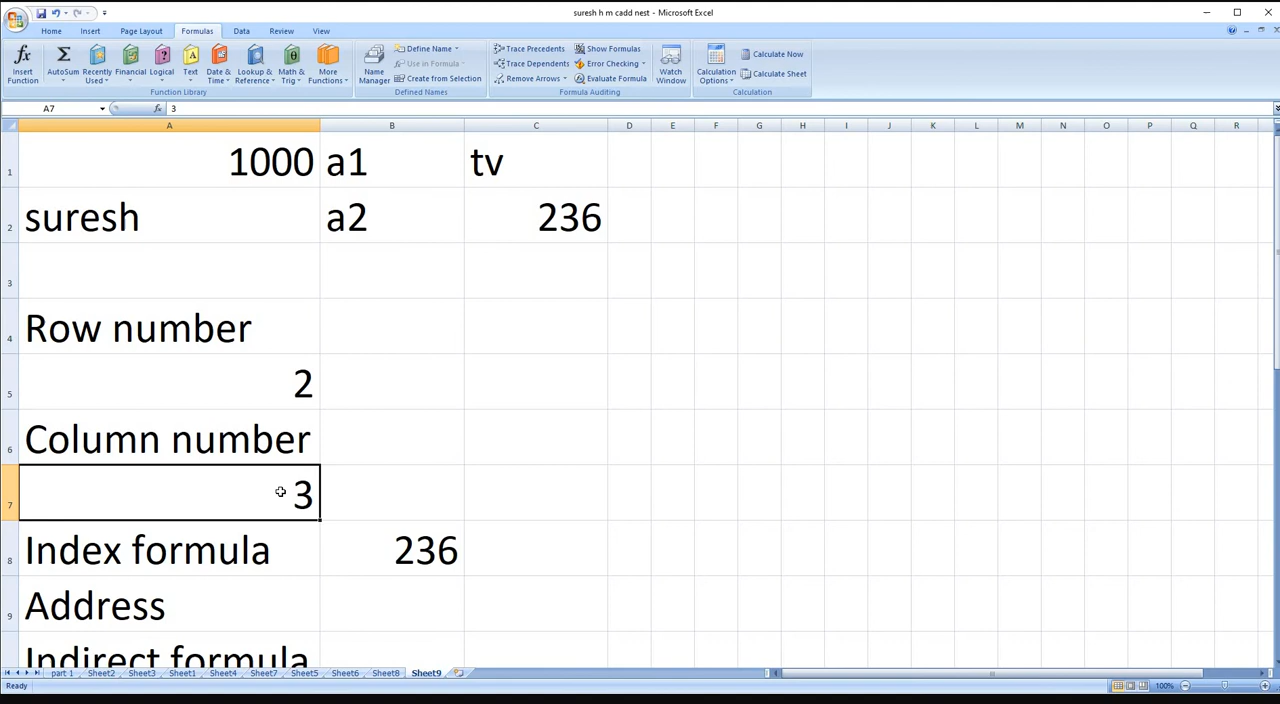 suresh h m cadd nest - Microsoft Excel
Home Insert Page Layout Formulas Data Review View
fx Σ θ
Insert Function AutoSum Recently Used Financial Logical Text Date & Time Lookup & Reference Math & Trig More Functions
Function Library
Name Manager Define Name Use in Formula Create from Selection
Defined Names
Trace Precedents Show Formulas
Trace Dependents Error Checking
Remove Arrows Evaluate Formula
Watch Window
Formula Auditing
Calculation Options Calculate Now Calculate Sheet
Calculation
A7 fx 3
A B C D E F G H I J K L M N O P Q R
1 1000 a1 tv
2 suresh a2 236
3
4 Row number
5 2
6 Column number
7 3
8 Index formula 236
9 Address
Indirect formula
part 1 Sheet2 Sheet3 Sheet1 Sheet4 Sheet7 Sheet5 Sheet6 Sheet8 Sheet9
Ready 100%